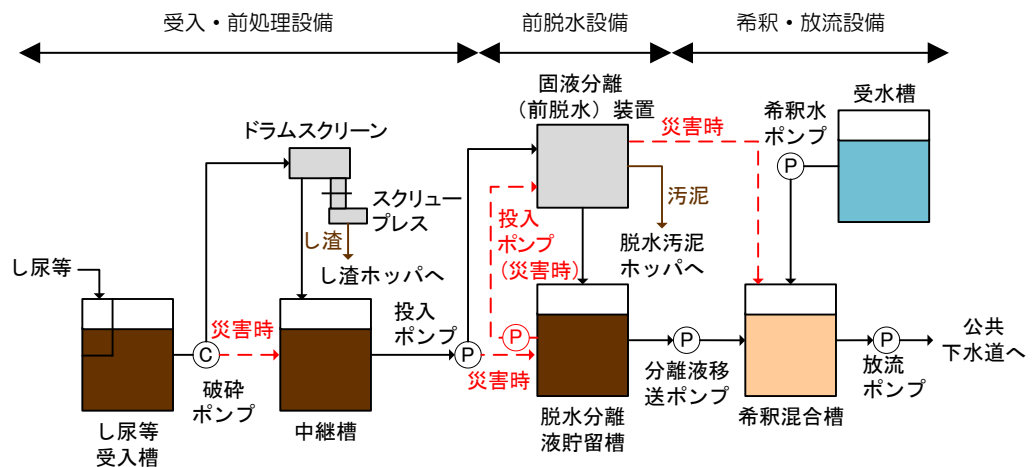 受入・前処理設備
前脱水設備
希釈・放流設備
固液分離
（前脱水）装置
受水槽
希釈水
ポンプ
災害時
ドラムスクリーン
P
スクリュー
プレス
汚泥
し渣
投入
ポンプ
（災害時）
脱水汚泥
ホッパへ
し渣ホッパへ
し尿等
災害時
投入
ポンプ
C
P
P
P
P
公共
下水道へ
災害時
破砕
ポンプ
分離液移
送ポンプ
放流
ポンプ
し尿等
受入槽
中継槽
脱水分離
液貯留槽
希釈混合槽